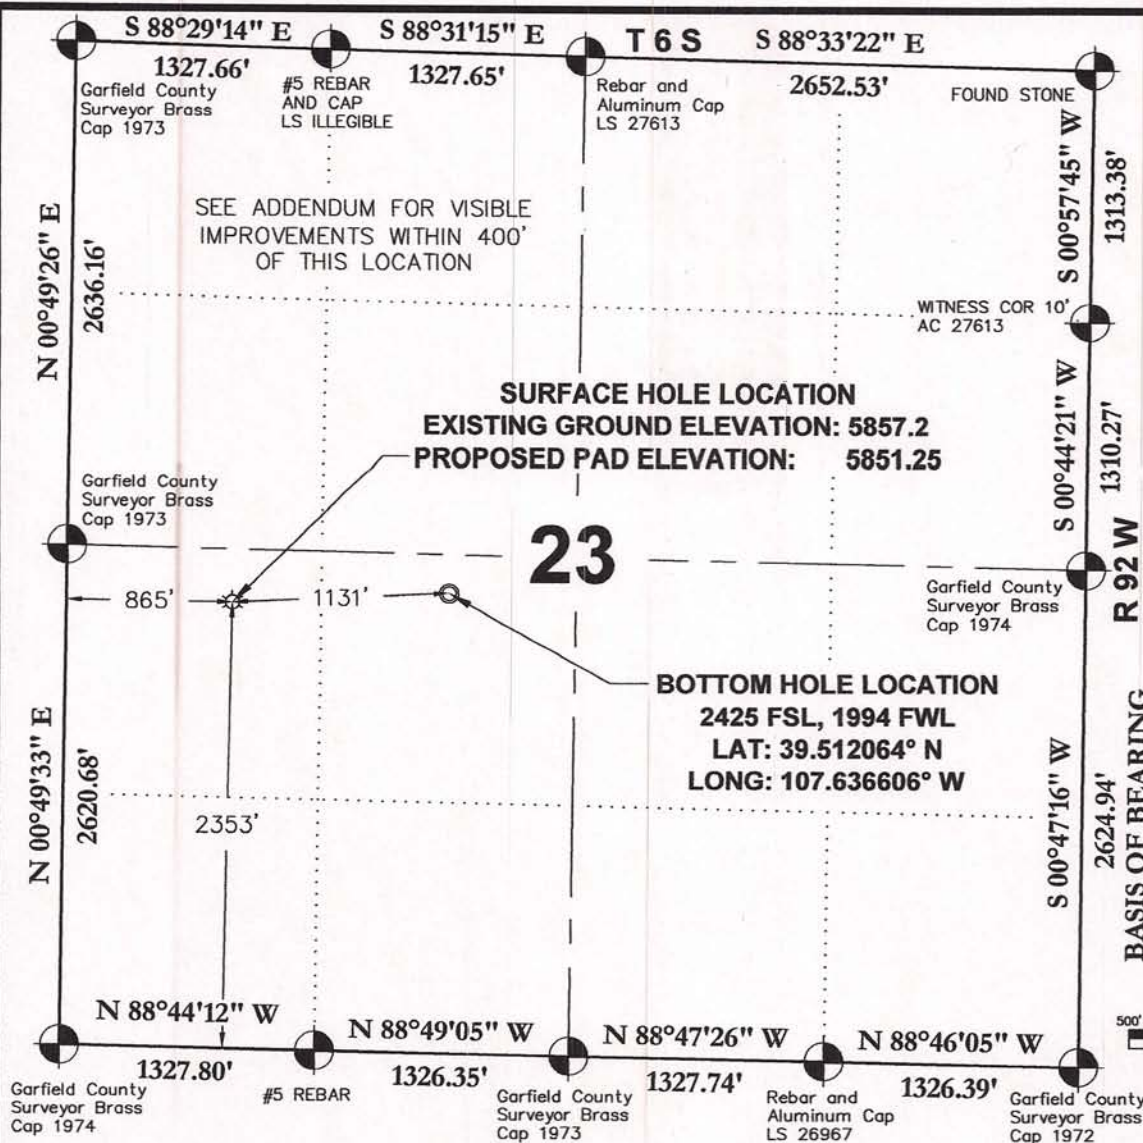 S 88°29'14" E
1327.66'
S 88°31'15" E
1327.65'
T 6 S
S 88°33'22" E
2652.53'
Garfield County
Surveyor Brass
Cap 1973
#5 REBAR
AND CAP
LS ILLEGIBLE
Rebar and
Aluminum Cap
LS 27613
FOUND STONE
S 00°57'45" W
1313.38'
SEE ADDENDUM FOR VISIBLE
IMPROVEMENTS WITHIN 400'
OF THIS LOCATION
N 00°49'26" E
2636.16'
WITNESS COR 10'
AC 27613
S 00°44'21" W
1310.27'
SURFACE HOLE LOCATION
EXISTING GROUND ELEVATION: 5857.2
PROPOSED PAD ELEVATION: 5851.25
Garfield County
Surveyor Brass
Cap 1973
23
R 92 W
Garfield County
Surveyor Brass
Cap 1974
865'
1131'
BOTTOM HOLE LOCATION
2425 FSL, 1994 FWL
LAT: 39.512064° N
LONG: 107.636606° W
N 00°49'33" E
2620.68'
2353'
S 00°47'16" W
2624.94'
BASIS OF BEARING
500'
N 88°44'12" W
1327.80'
N 88°49'05" W
1326.35'
N 88°47'26" W
1327.74'
N 88°46'05" W
1326.39'
Garfield County
Surveyor Brass
Cap 1974
#5 REBAR
Garfield County
Surveyor Brass
Cap 1973
Rebar and
Aluminum Cap
LS 26967
Garfield County
Surveyor Brass
Cap 1972